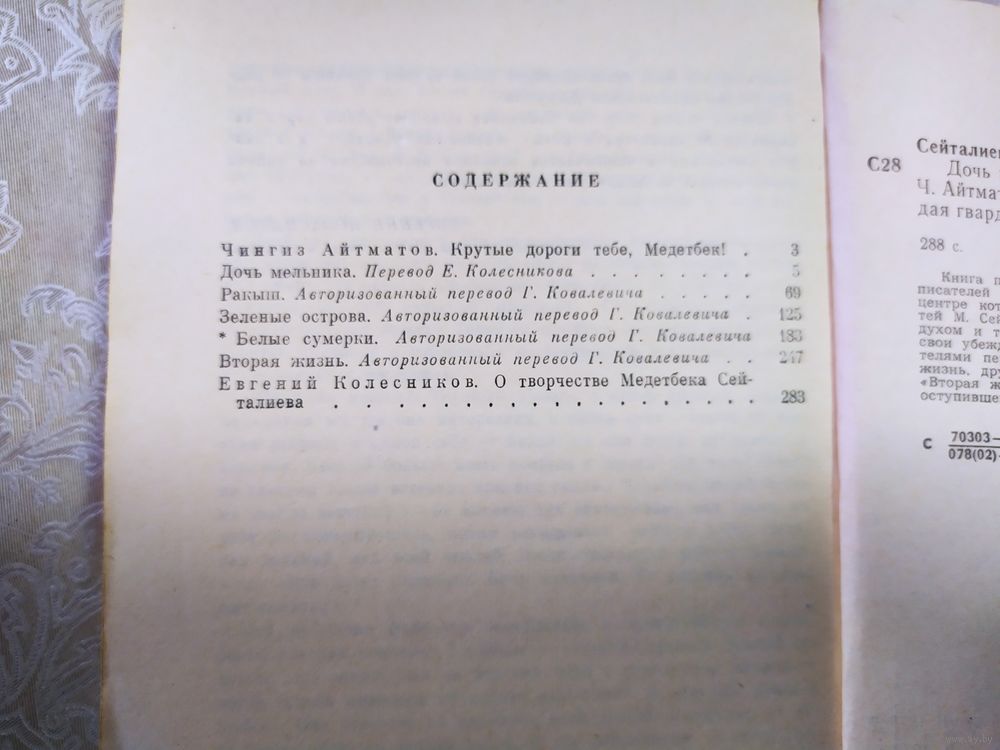 СОДЕРЖАНИЕ
Чингиз Айтматов. Крутые дороги тебе, Медетбек! . 3
Дочь мельника. Перевод Е. Колесникова . . . . . . . . 5
Ракыш. Авторизованный перевод Г. Ковалевича . . . . . 69
Зеленые острова. Авторизованный перевод Г. Ковалевича . 125
* Белые сумерки. Авторизованный перевод Г. Ковалевича 183
Вторая жизнь. Авторизованный перевод Г. Ковалевича . . 247
Евгений Колесников. О творчестве Медетбека Сей-
талиева . . . . . . . . . . . . . . . 283
Сейталиев
С28 Дочь
Ч. Айтма
дая гвард
288 с.
Книга п
писателей
центре кот
тей М. Сей
духом и т
свои убежд
телями пе
жизнь, дру
«Вторая ж
оступившем
С 70303—
078(02)—